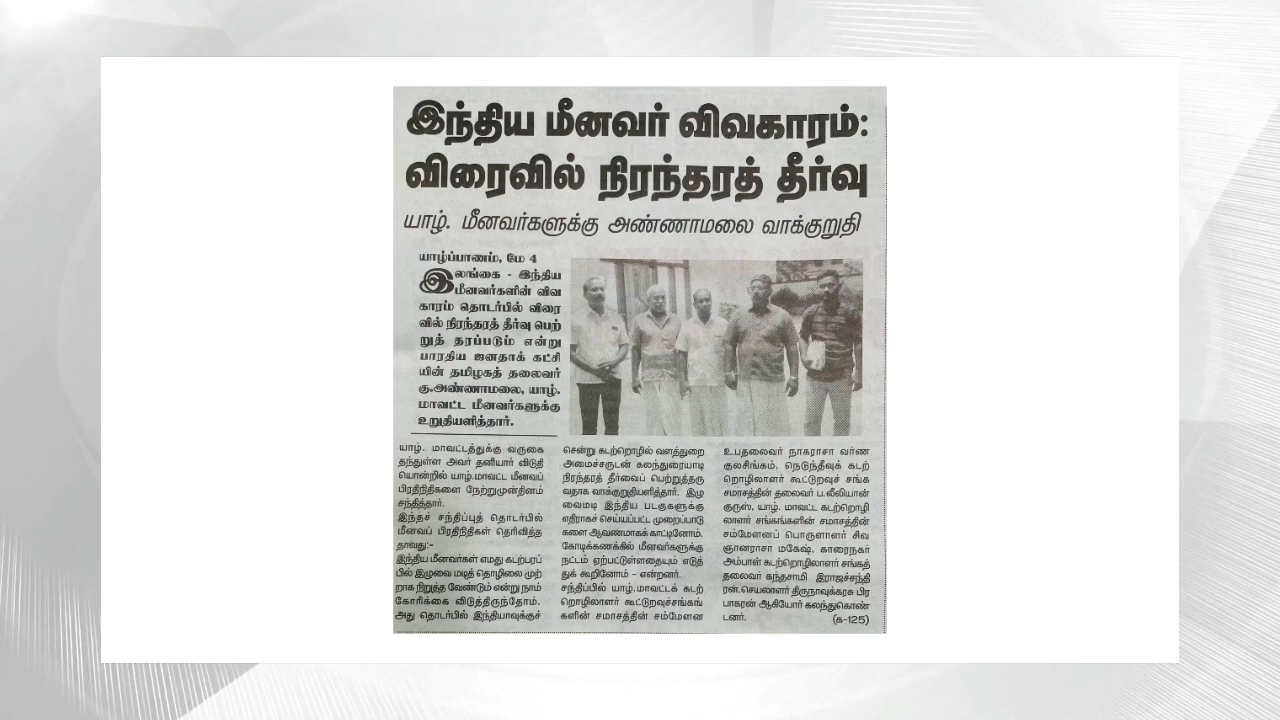 இந்திய மீனவர் விவகாரம்:
விரைவில் நிரந்தரத் தீர்வு
யாழ். மீனவர்களுக்கு அண்ணாமலை வாக்குறுதி
யாழ்ப்பாணம், மே 4
இலங்கை - இந்திய
மீனவர்களின் விவ
காரம் தொடர்பில் விரை
வில் நிரந்தரத் தீர்வு பெற்
றுத் தரப்படும் என்று
பாரதிய ஜனதாக் கட்சி
யின் தமிழகத் தலைவர்
கு.அண்ணாமலை, யாழ்.
மாவட்ட மீனவர்களுக்கு
உறுதியளித்தார்.
யாழ். மாவட்டத்துக்கு வருகை
தந்துள்ள அவர் தனியார் விடுதி
யொன்றில் யாழ்.மாவட்ட மீனவப்
பிரதிநிதிகளை நேற்றுமுன்தினம்
சந்தித்தார்.
இந்தச் சந்திப்புத் தொடர்பில்
மீனவப் பிரதிநிதிகள் தெரிவித்த
தாவது:-
இந்திய மீனவர்கள் எமது கடற்பரப்
பில் இழுவை மடித் தொழிலை முற்
றாக நிறுத்த வேண்டும் என்று நாம்
கோரிக்கை விடுத்திருந்தோம்.
அது தொடர்பில் இந்தியாவுக்குச்
சென்று கடற்றொழில் வளத்துறை
அமைச்சருடன் கலந்துரையாடி
நிரந்தரத் தீர்வைப் பெற்றுத்தரு
வதாக வாக்குறுதியளித்தார். இழு
வைமடி இந்திய படகுகளுக்கு
எதிராகச் செய்யப்பட்ட முறைப்பாடு
களை ஆவணமாகக் காட்டினோம்.
கோடிக்கணக்கில் மீனவர்களுக்கு
நட்டம் ஏற்பட்டுள்ளதையும் எடுத்
துக் கூறினோம் - என்றனர்.
சந்திப்பில் யாழ்.மாவட்டக் கடற்
றொழிலாளர் கூட்டுறவுச்சங்கங்
களின் சமாசத்தின் சம்மேளன
உபதலைவர் நாகராசா வர்ண
குலசிங்கம், நெடுந்தீவுக் கடற்
றொழிலாளர் கூட்டுறவுச் சங்க
சமாசத்தின் தலைவர் ப.லீலியான்
குருஸ், யாழ். மாவட்ட கடற்றொழி
லாளர் சங்கங்களின் சமாசத்தின்
சம்மேளனப் பொருளாளர் சிவ
ஞானராசா மகேஷ், காரைநகர்
அம்பாள் கடற்றொழிலாளர் சங்கத்
தலைவர் கந்தசாமி இராஜச்சந்தி
ரன்,செயலாளர் திருநாவுக்கரசு பிர
பாகரன் ஆகியோர் கலந்துகொண்
டனர். (க-125)